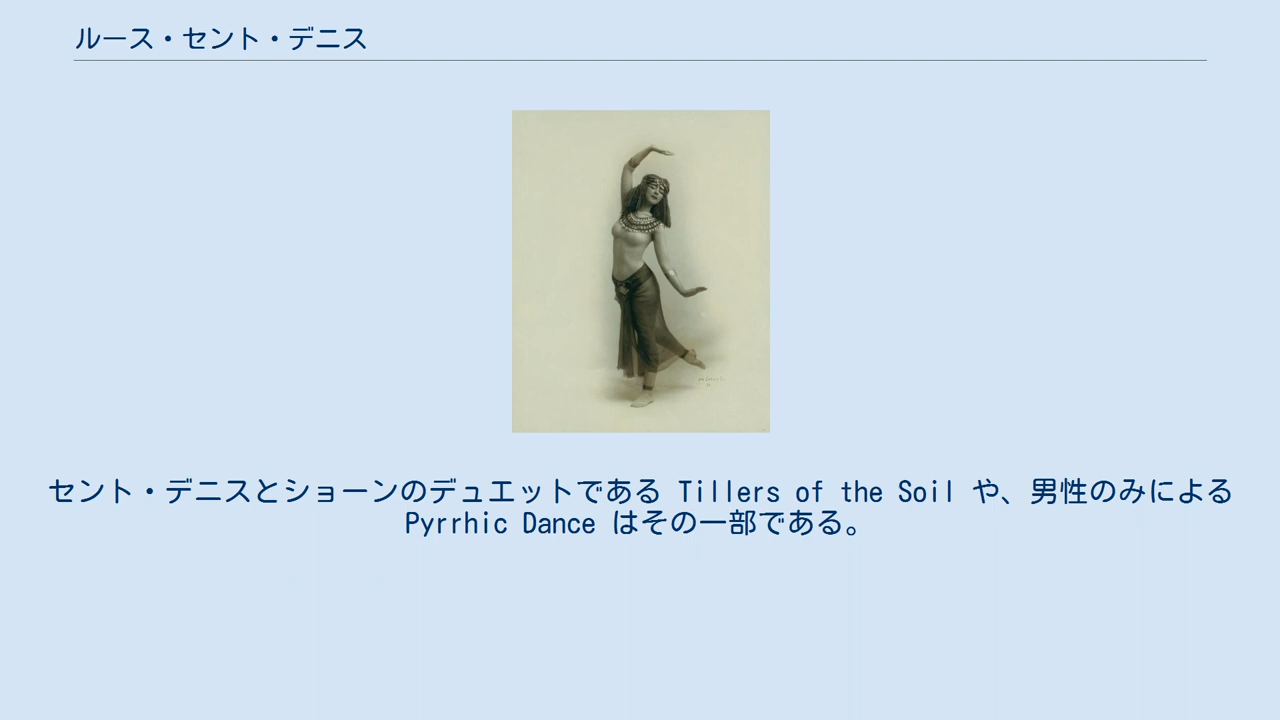 ルース・セント・デニス
セント・デニスとショーンのデュエットである Tillers of the Soil や、男性のみによる
Pyrrhic Dance はその一部である。